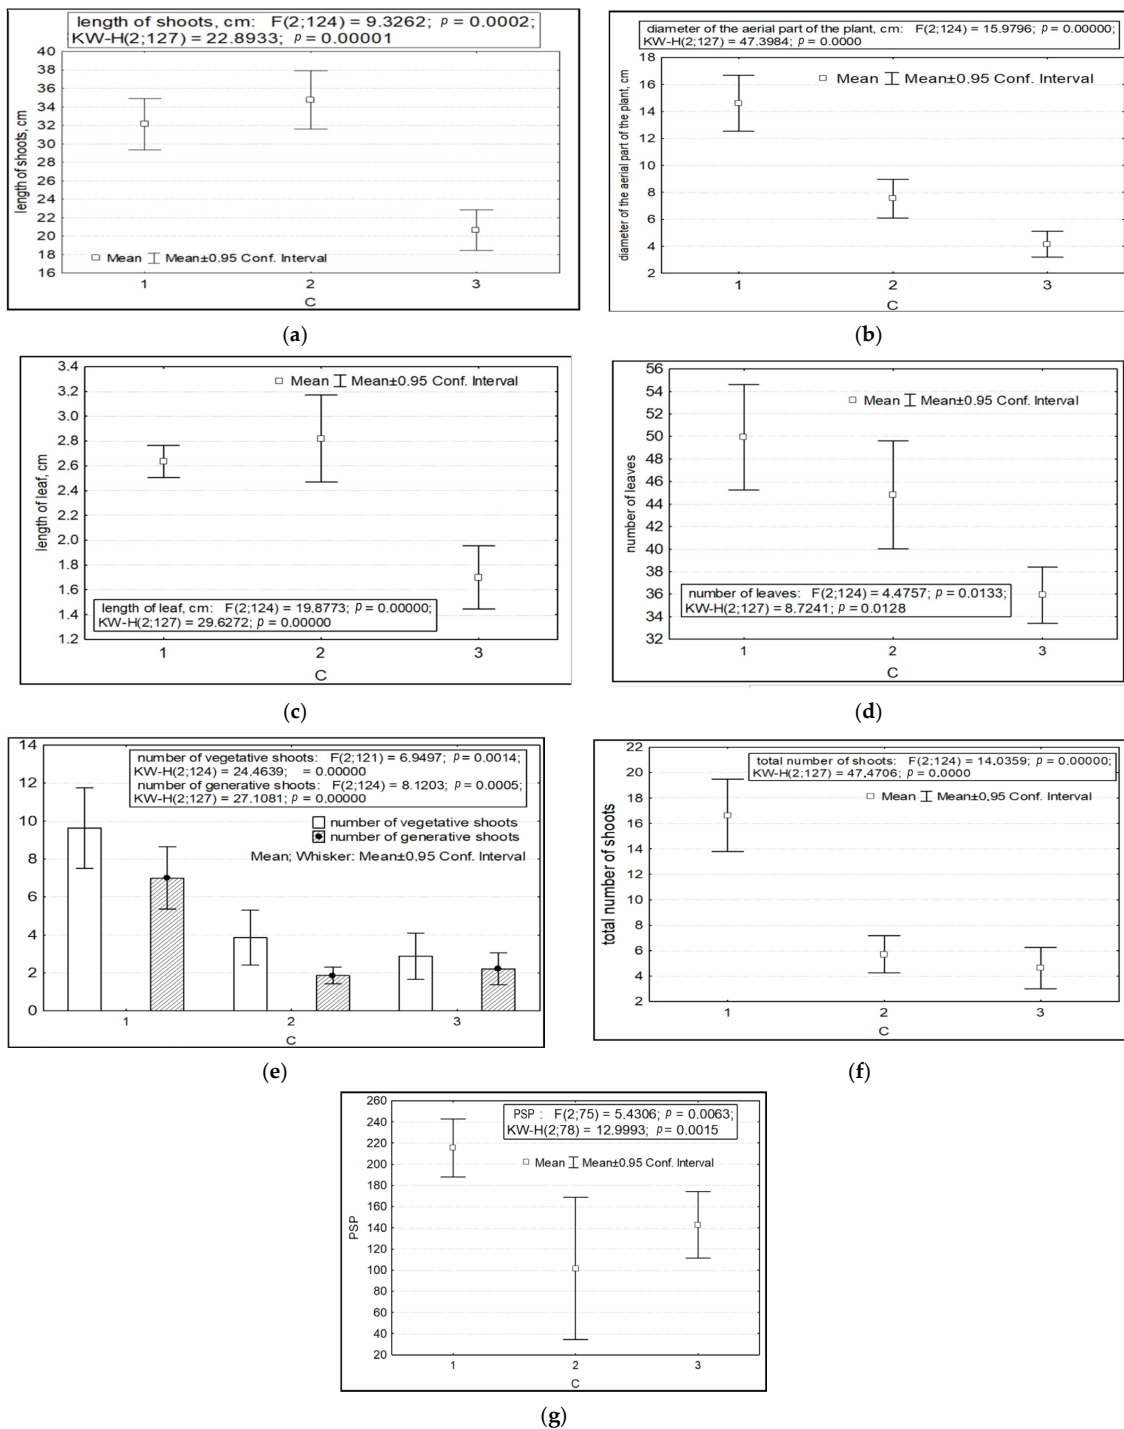 length of shoots, cm: F(2;124) = 9.3262; p = 0.0002;
KW-H(2;127) = 22.8933; p = 0.00001
40
38
36
34
32
30
28
26
24
22
20
18
16
length of shoots, cm
Mean Mean±0.95 Conf. Interval
1 2 3
C
(a)
diameter of the aerial part of the plant, cm: F(2;124) = 15.9796; p = 0.00000;
KW-H(2;127) = 47.3984; p = 0.0000
18
16
14
12
10
8
6
4
2
diameter of the aerial part of the plant, cm
Mean Mean±0.95 Conf. Interval
1 2 3
C
(b)
3.4
3.2
3.0
2.8
2.6
2.4
2.2
2.0
1.8
1.6
1.4
1.2
length of leaf, cm
Mean Mean±0.95 Conf. Interval
length of leaf, cm: F(2;124) = 19.8773; p = 0.00000;
KW-H(2;127) = 29.6272; p = 0.00000
1 2 3
C
(c)
56
54
52
50
48
46
44
42
40
38
36
34
32
number of leaves
Mean Mean±0.95 Conf. Interval
number of leaves: F(2;124) = 4.4757; p = 0.0133;
KW-H(2;127) = 8.7241; p = 0.0128
1 2 3
C
(d)
14
12
10
8
6
4
2
0
number of vegetative shoots: F(2;121) = 6.9497; p = 0.0014;
KW-H(2;124) = 24.4639; = 0.00000
number of generative shoots: F(2;124) = 8.1203; p = 0.0005;
KW-H(2;127) = 27.1081; p = 0.00000
number of vegetative shoots
number of generative shoots
Mean; Whisker: Mean±0.95 Conf. Interval
1 2 3
C
(e)
22
20
18
16
14
12
10
8
6
4
2
total number of shoots
total number of shoots: F(2;124) = 14.0359; p = 0.00000;
KW-H(2;127) = 47.4706; p = 0.0000
Mean Mean±0,95 Conf. Interval
1 2 3
C
(f)
260
240
220
200
180
160
140
120
100
80
60
40
20
PSP
PSP : F(2;75) = 5.4306; p = 0.0063;
KW-H(2;78) = 12.9993; p = 0.0015
Mean Mean±0.95 Conf. Interval
1 2 3
C
(g)